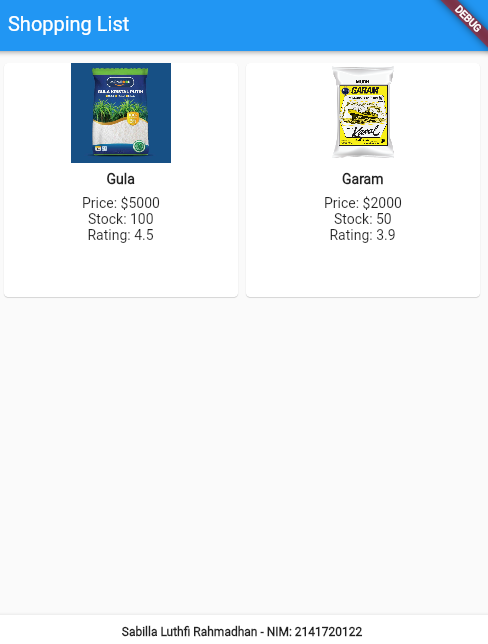 Shopping List
DEBUG
GULA KRISTAL PUTIH
GARAM
Kapal
Gula
Garam
Price: $5000
Price: $2000
Stock: 100
Stock: 50
Rating: 4.5
Rating: 3.9
Sabilla Luthfi Rahmadhan - NIM: 2141720122